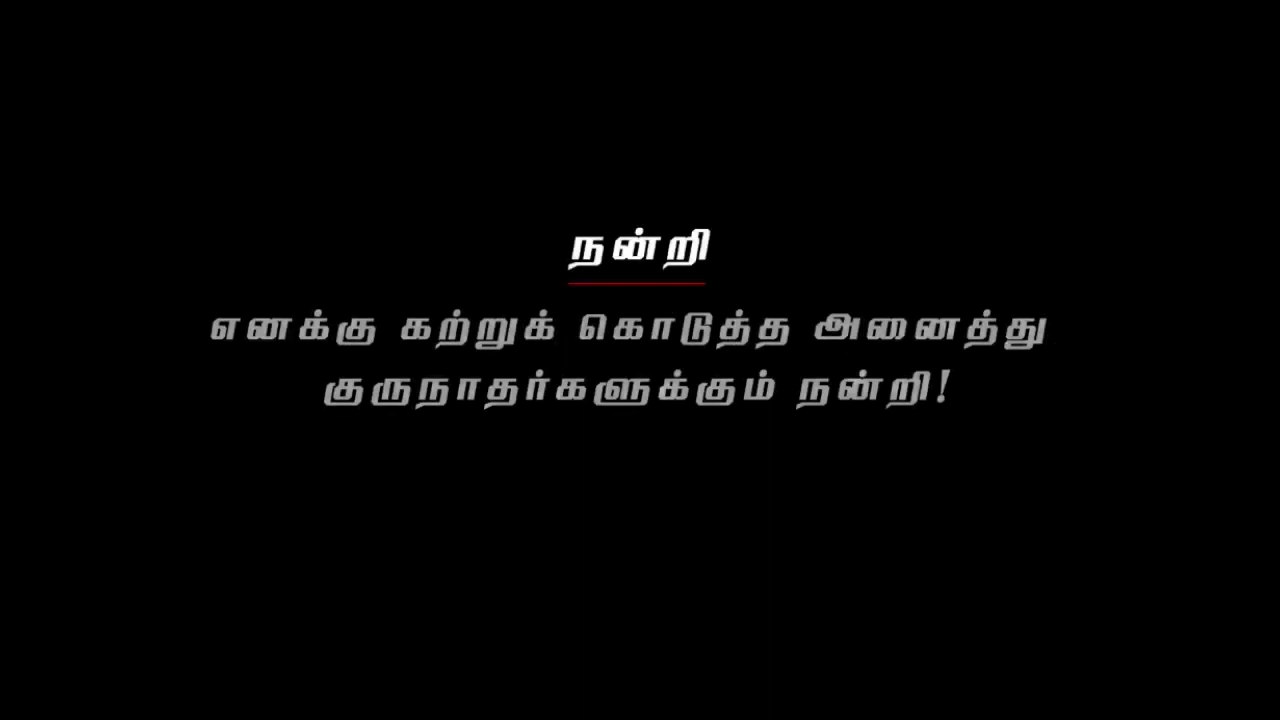 நன்றி
எனக்கு கற்றுக் கொடுத்த அனைத்து
குருநாதர்களுக்கும் நன்றி!